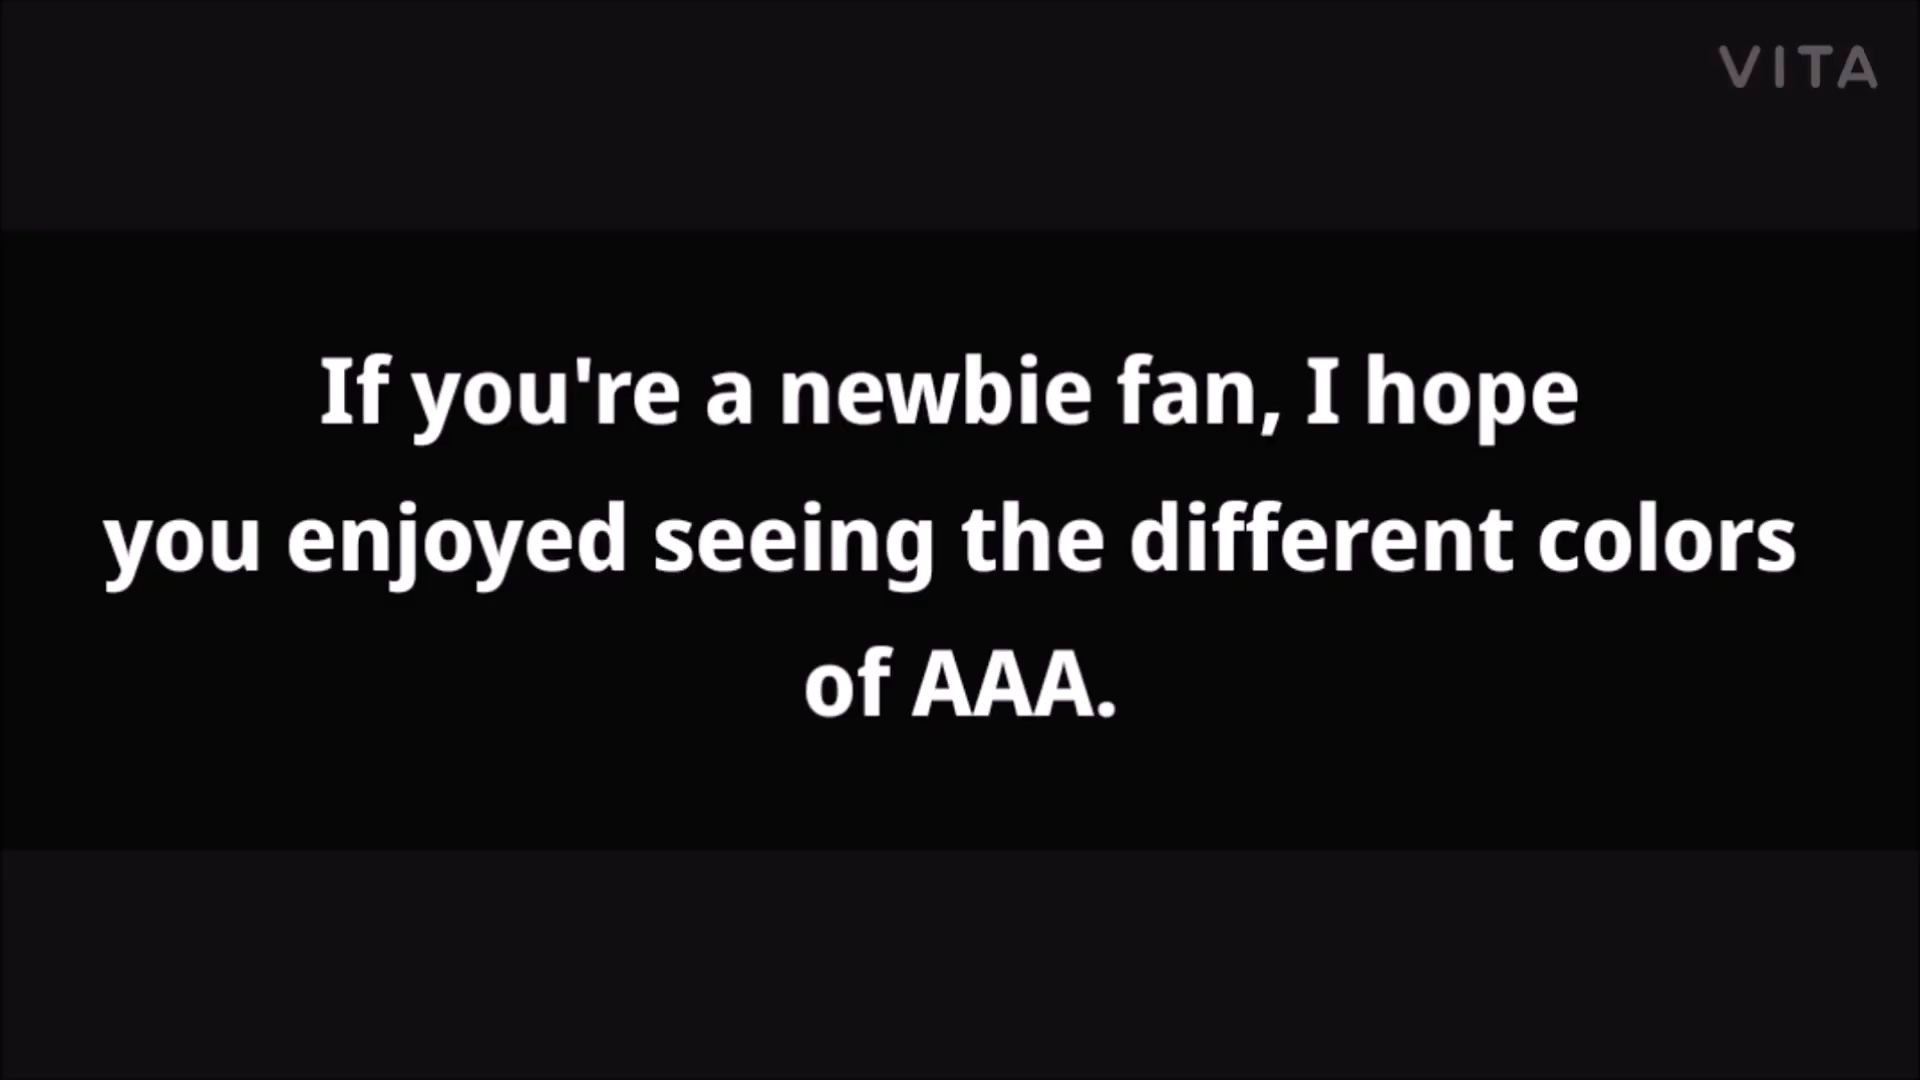 VITA
If you're a newbie fan, I hope
you enjoyed seeing the different colors
of AAA.